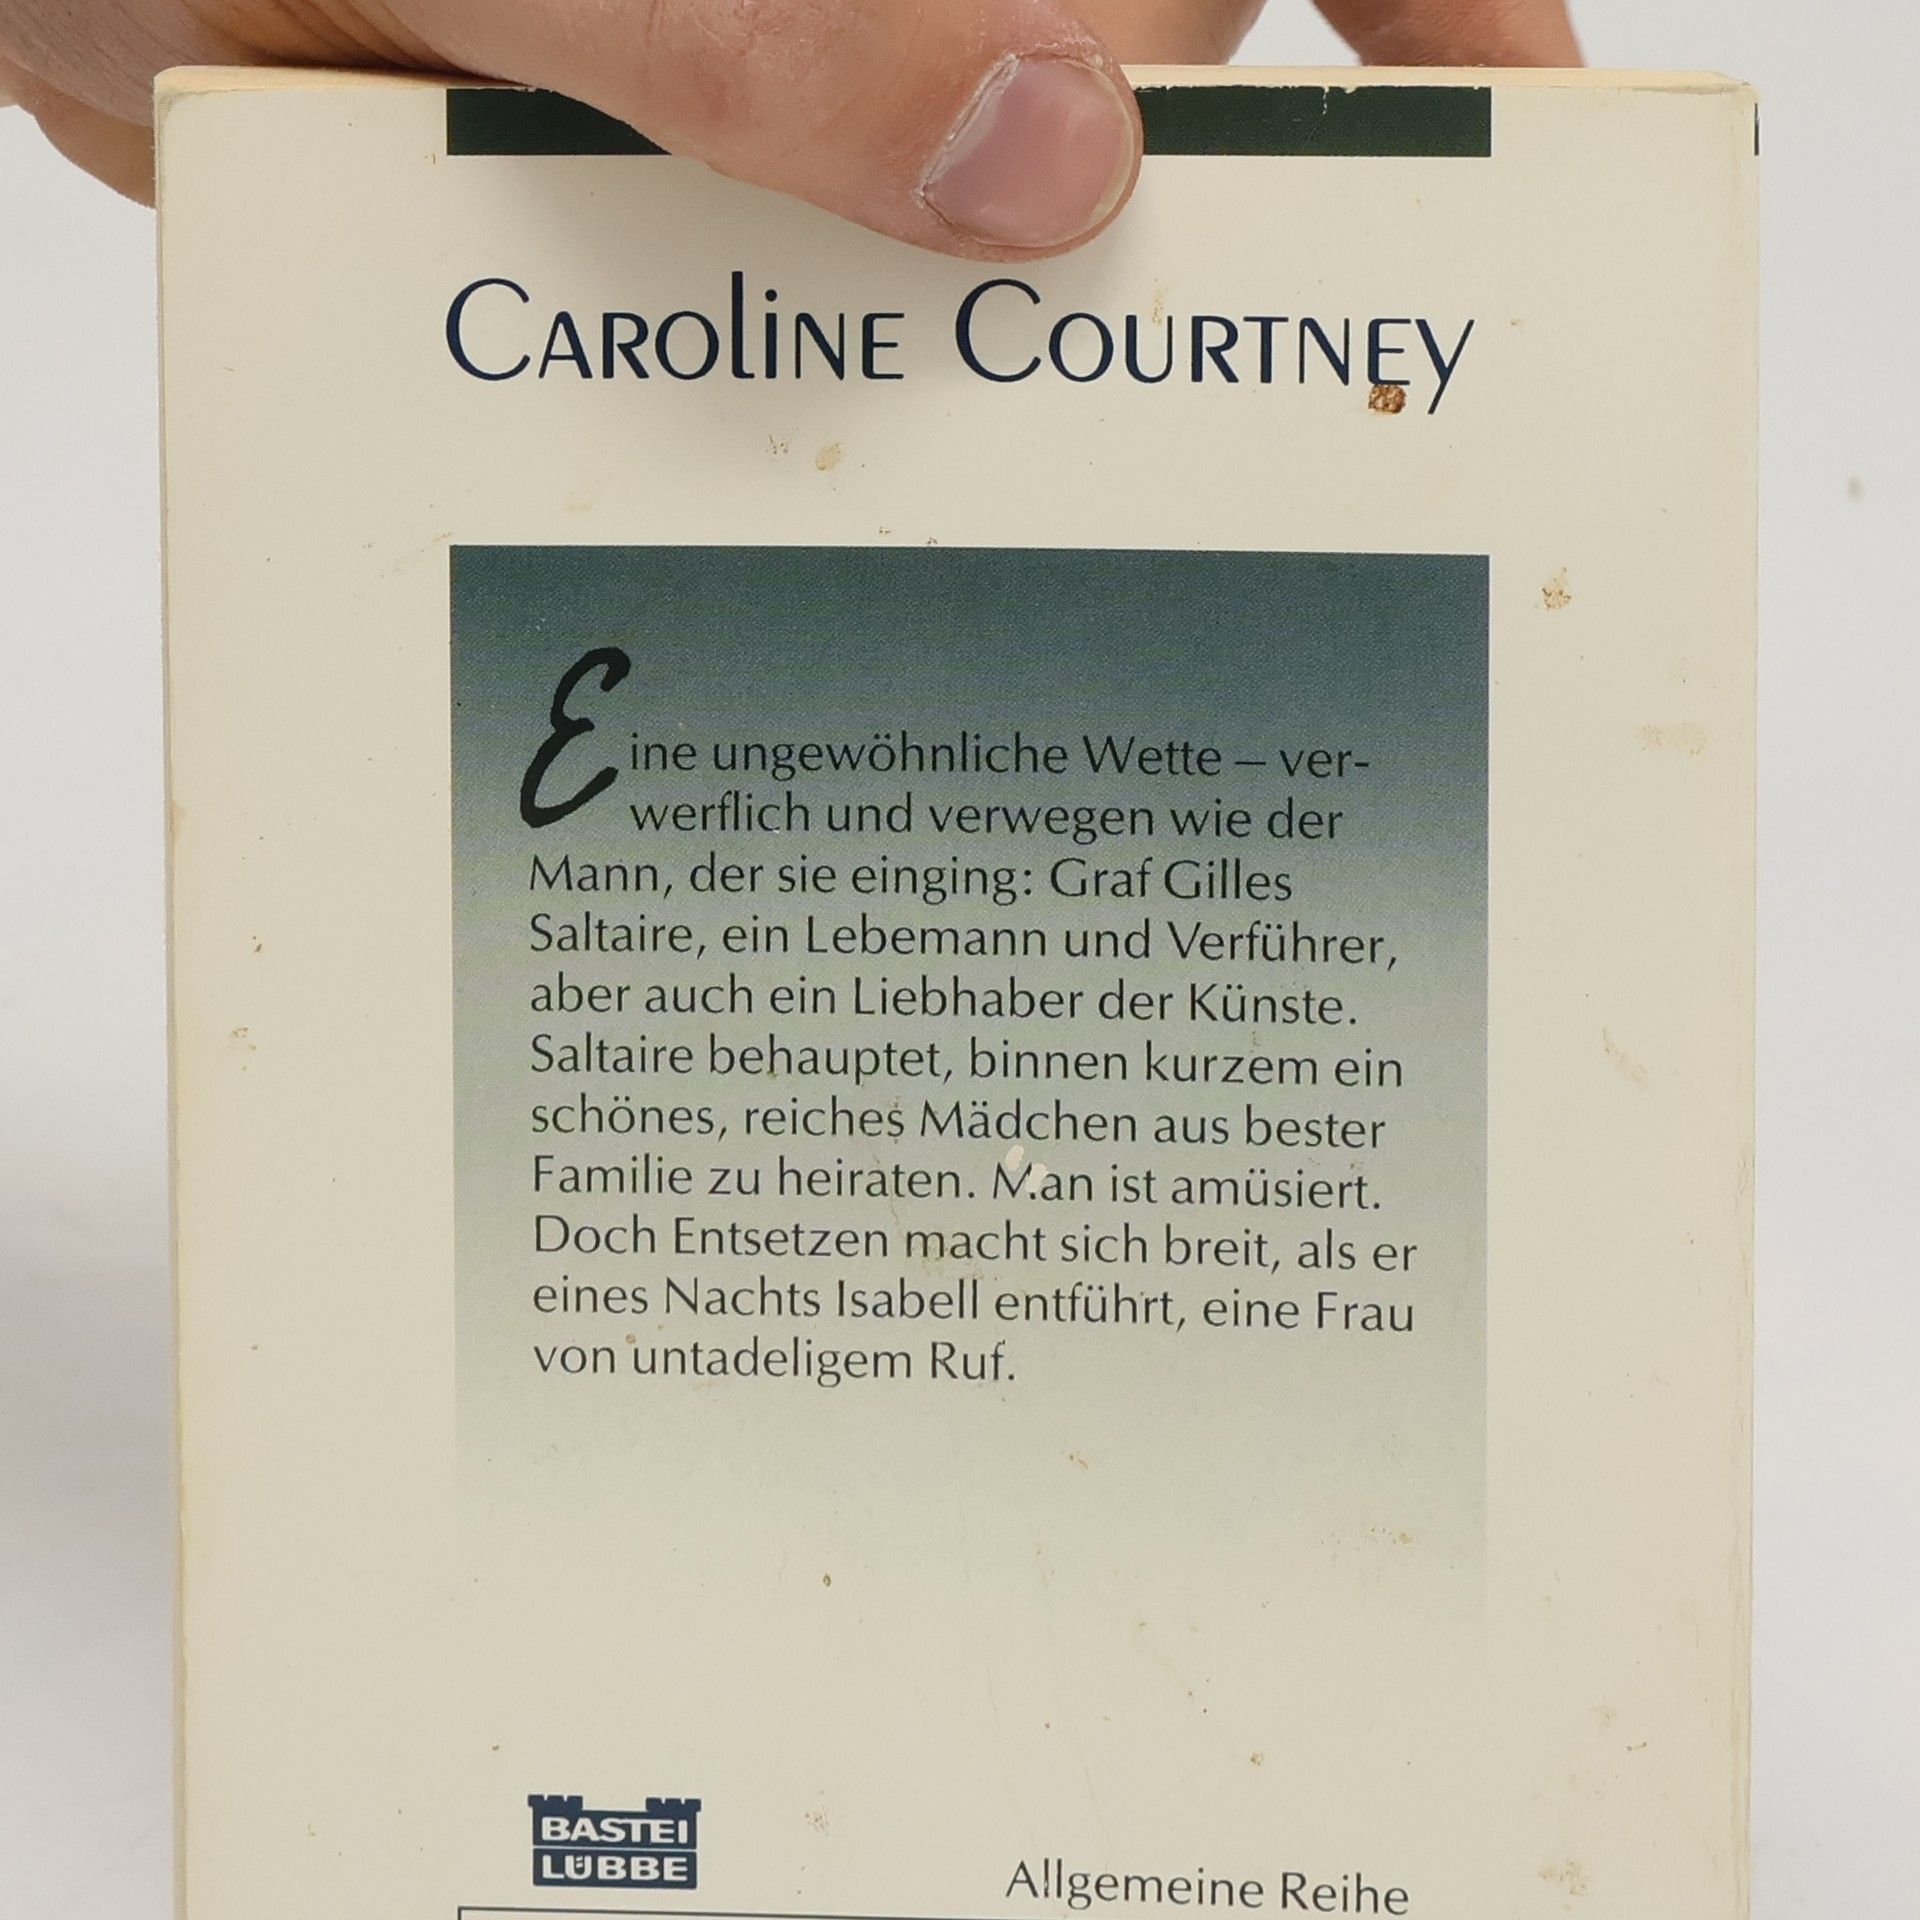 CAROLINE COURTNEY
Eine ungewöhnliche Wette – ver-
werflich und verwegen wie der
Mann, der sie einging: Graf Gilles
Saltaire, ein Lebemann und Verführer,
aber auch ein Liebhaber der Künste.
Saltaire behauptet, binnen kurzem ein
schönes, reiches Mädchen aus bester
Familie zu heiraten. Man ist amüsiert.
Doch Entsetzen macht sich breit, als er
eines Nachts Isabell entführt, eine Frau
von untadeligem Ruf.
BASTEI
LÜBBE
Allgemeine Reihe